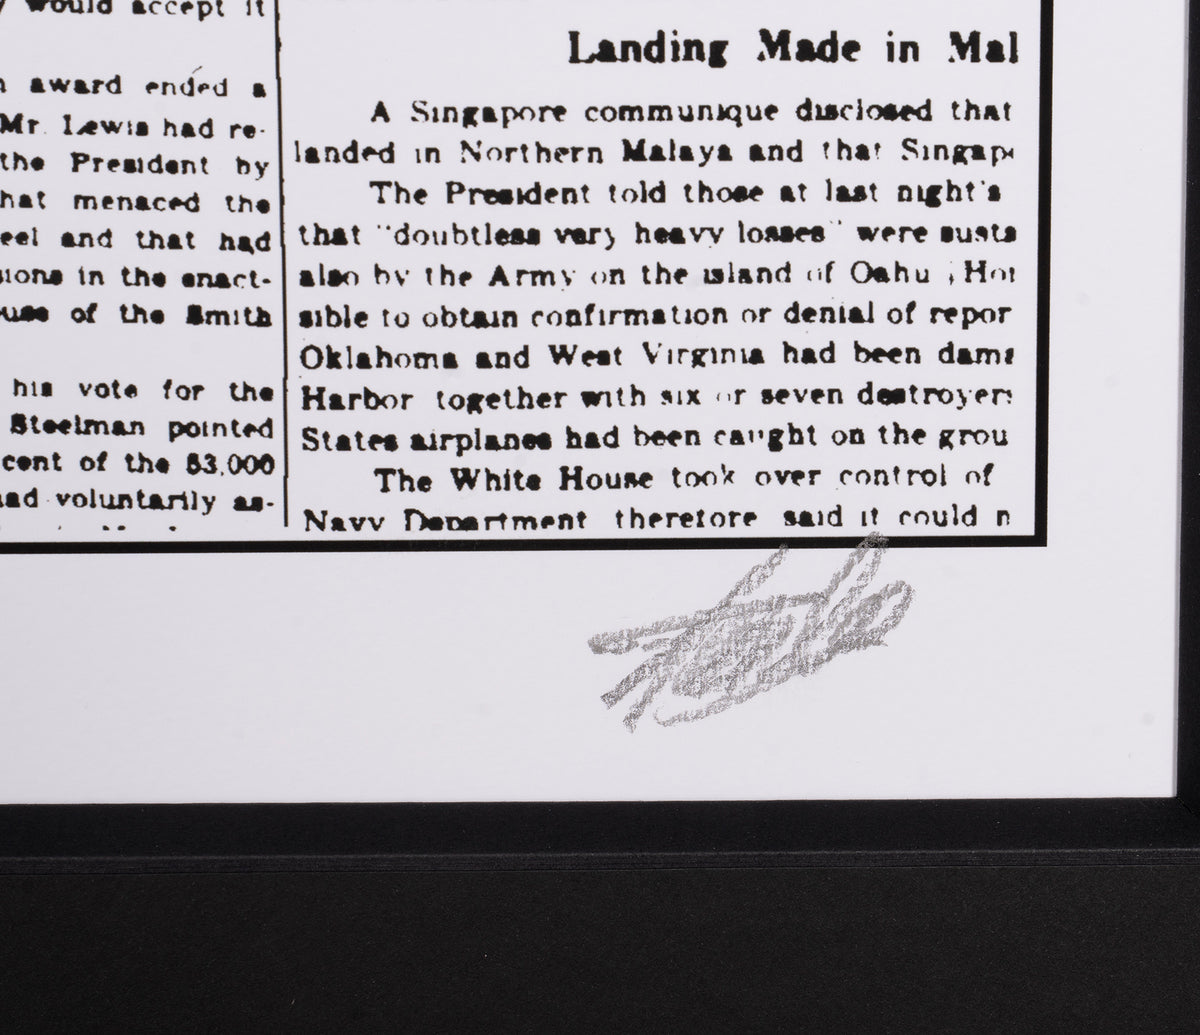 would accept it
award ended a
Mr. Lewis had re-
the President by
hat menaced the
eel and that had
sions in the enact-
use of the Smith
his vote for the
Steelman pointed
cent of the 53,000
ad voluntarily as-
Landing Made in Mal
A Singapore communique disclosed that
landed in Northern Malaya and that Singap
The President told those at last night's
that "doubtless very heavy losses" were susta
also by the Army on the island of Oahu
sible to obtain confirmation or denial of repor
Oklahoma and West Virginia had been dama
Harbor together with six or seven destroyers
States airplanes had been caught on the grou
The White House took over control of
Navy Department therefore said it could n